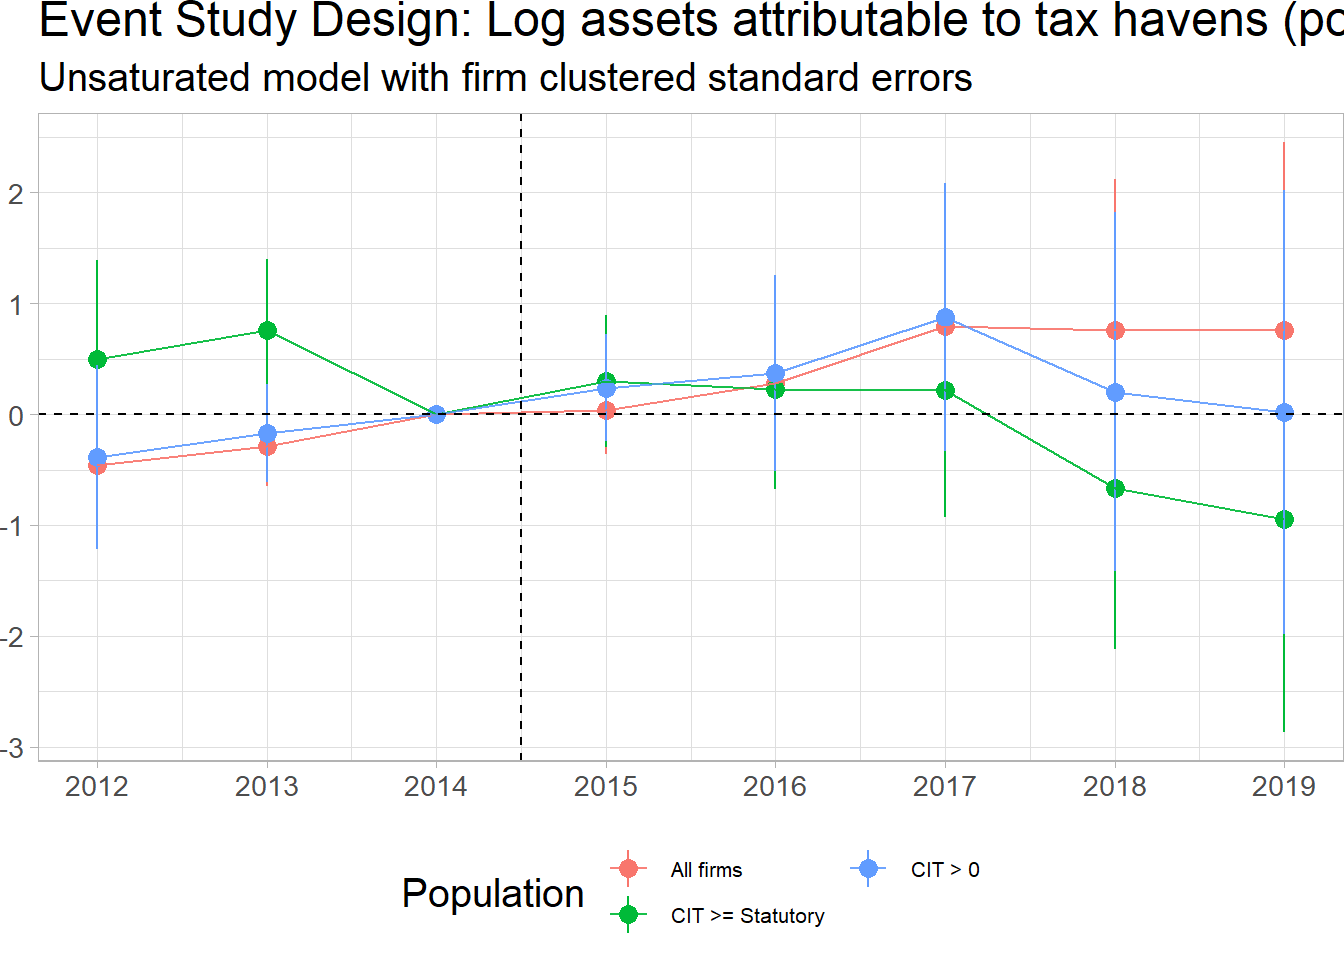 Event Study Design: Log assets attributable to tax havens (po
Unsaturated model with firm clustered standard errors
2
1
0
-1
-2
-3
2012 2013 2014 2015 2016 2017 2018 2019
Population
All firms
CIT > 0
CIT >= Statutory